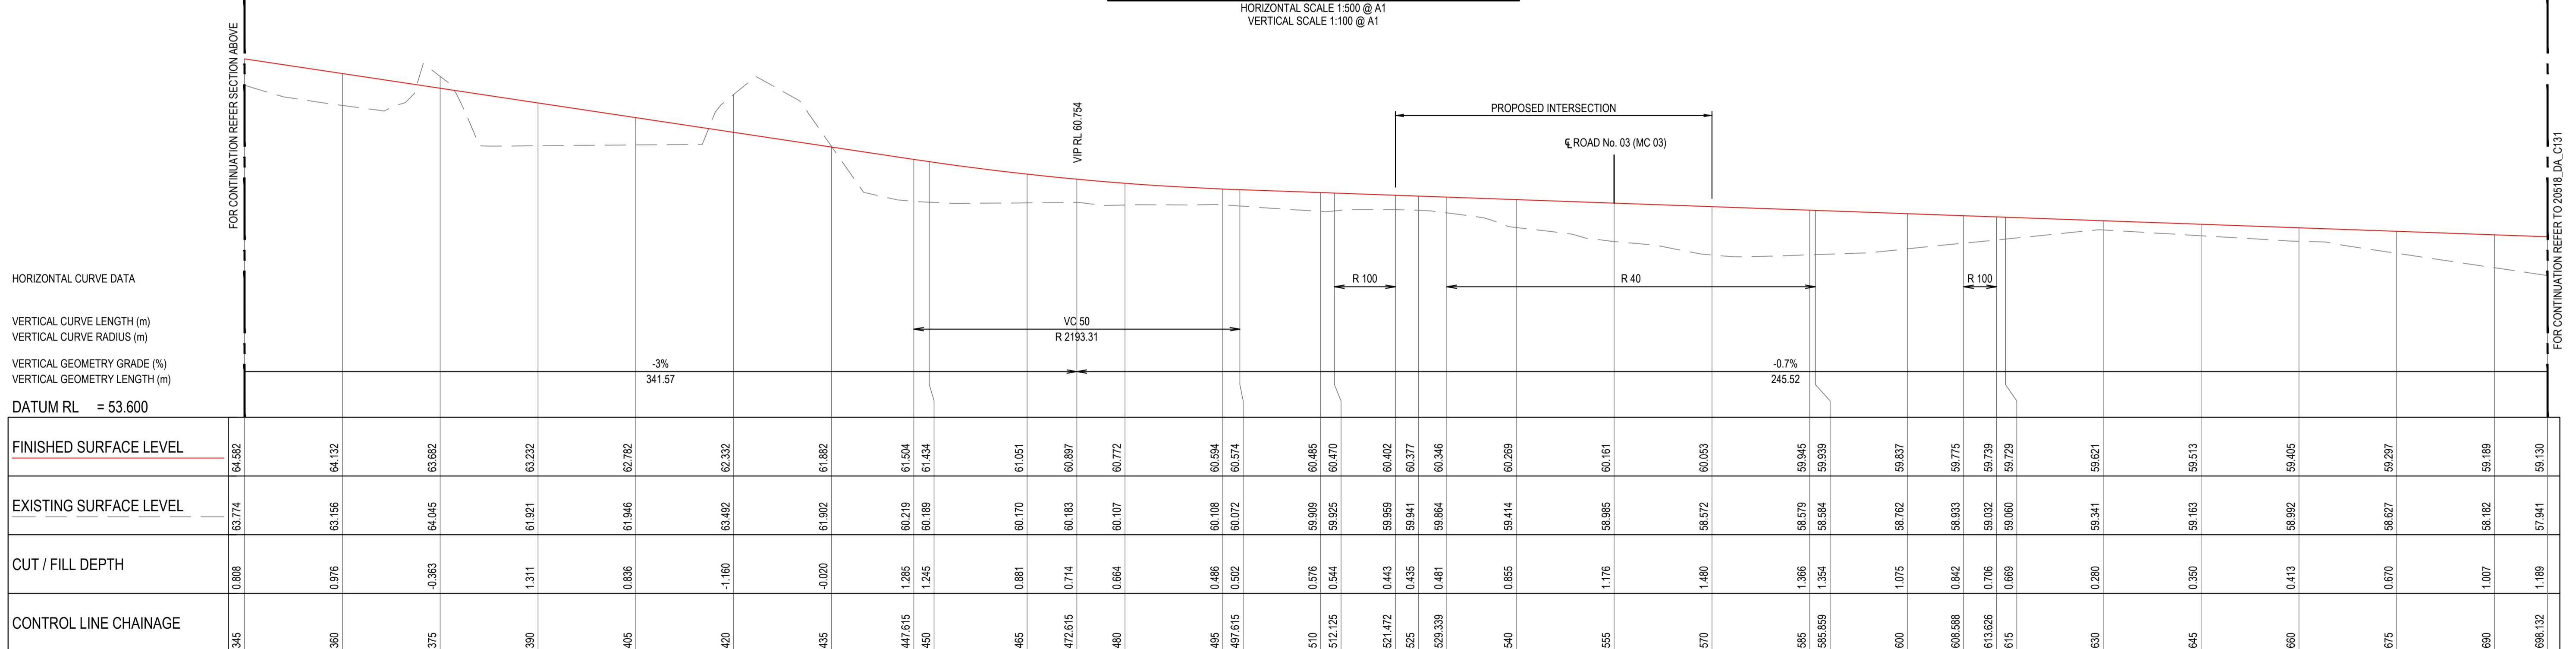 HORIZONTAL SCALE 1:500 @ A1
VERTICAL SCALE 1:100 @ A1
FOR CONTINUATION REFER SECTION ABOVE
VIP RL 60.754
PROPOSED INTERSECTION
℄ ROAD No. 03 (MC 03)
FOR CONTINUATION REFER TO 20518_DA_C131
HORIZONTAL CURVE DATA R 100 R 40 R 100
VERTICAL CURVE LENGTH (m) VC 50
VERTICAL CURVE RADIUS (m) R 2193.31
VERTICAL GEOMETRY GRADE (%) -3% -0.7%
VERTICAL GEOMETRY LENGTH (m) 341.57 245.52
DATUM RL = 53.600
FINISHED SURFACE LEVEL 64.582 64.132 63.682 63.232 62.782 62.332 61.882 61.504 61.434 61.051 60.897 60.772 60.594 60.574 60.485 60.470 60.402 60.377 60.346 60.269 60.161 60.053 59.945 59.939 59.837 59.775 59.739 59.729 59.621 59.513 59.405 59.297 59.189 59.130
EXISTING SURFACE LEVEL 63.774 63.156 64.045 61.921 61.946 63.492 61.902 60.219 60.189 60.170 60.183 60.107 60.108 60.072 59.909 59.925 59.959 59.941 59.864 59.414 58.985 58.572 58.579 58.584 58.762 58.933 59.032 59.060 59.341 59.163 58.992 58.627 58.182 57.941
CUT / FILL DEPTH 0.808 0.976 -0.363 1.311 0.836 -1.160 -0.020 1.285 1.245 0.881 0.714 0.664 0.486 0.502 0.576 0.544 0.443 0.435 0.481 0.855 1.176 1.480 1.366 1.354 1.075 0.842 0.706 0.669 0.280 0.350 0.413 0.670 1.007 1.189
CONTROL LINE CHAINAGE 345 360 375 390 405 420 435 447.615 450 465 472.615 480 495 497.615 510 512.125 521.472 525 529.339 540 555 570 585 585.859 600 608.588 613.626 615 630 645 660 675 690 698.132